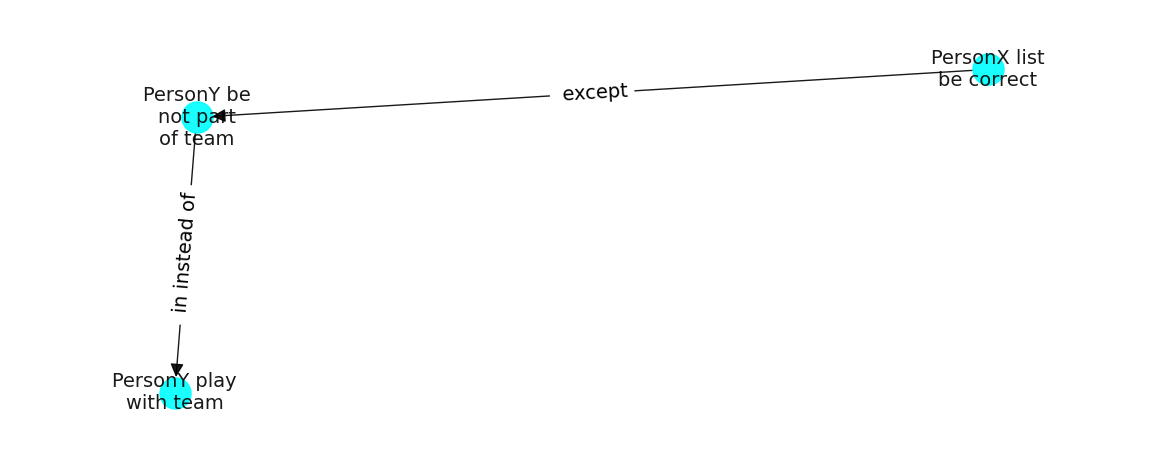 PersonX list
be correct
except
PersonY be
not part
of team
in instead of
PersonY play
with team